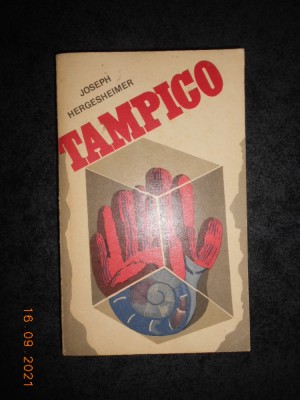 JOSEPH
HERGESHEIMER
TAMPICO
16 09 2021